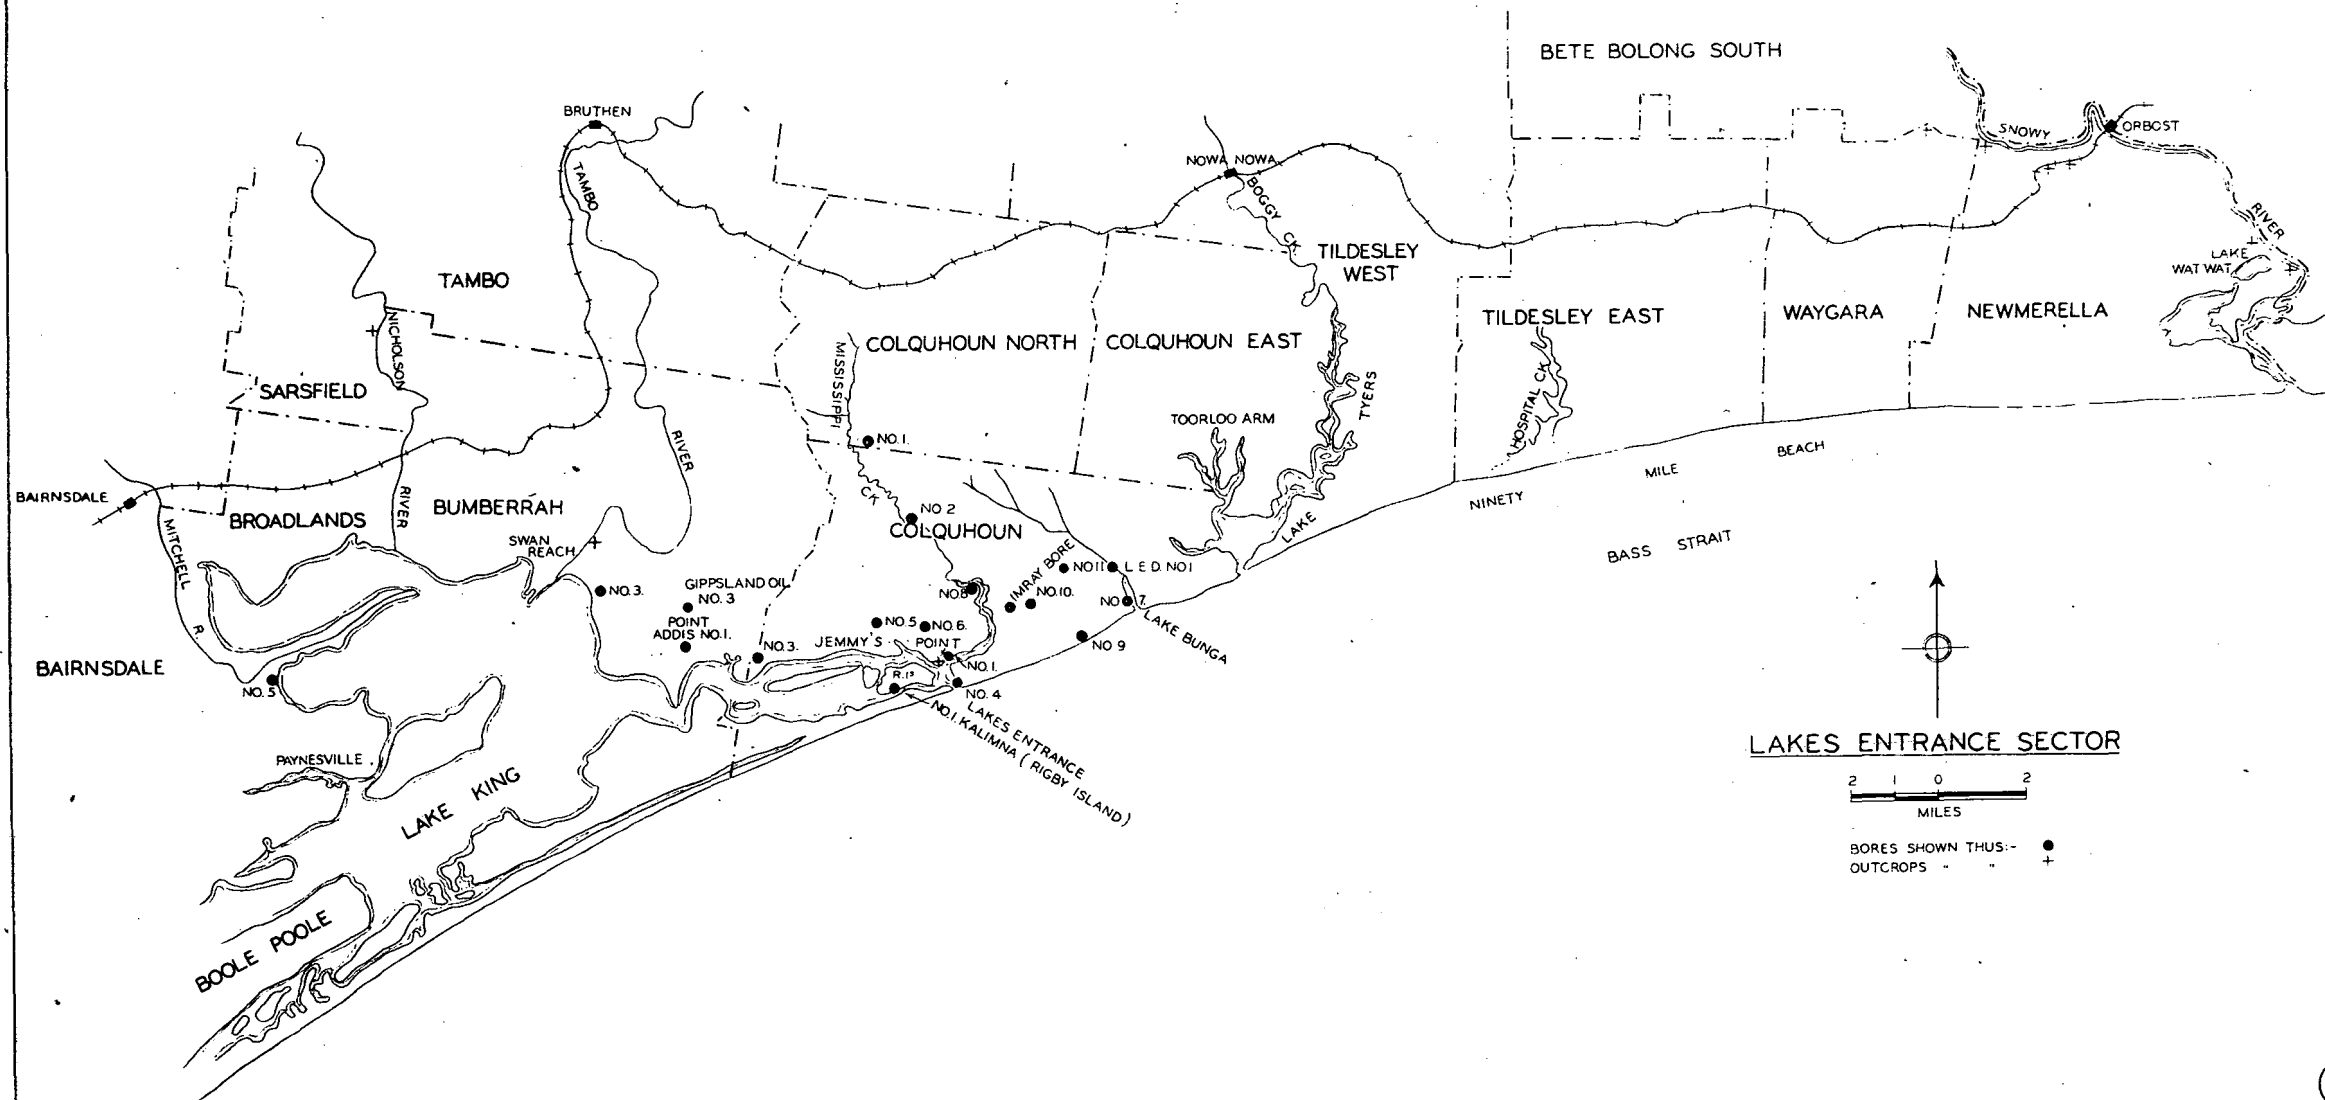 BETE BOLONG SOUTH
BRUTHEN
SNOWY
ORBOST
NOWA NOWA
TAMBO
BOGGY
CK.
RIVER
TILDESLEY
WEST
LAKE
WAT WAT
TAMBO
NICHOLSON
TILDESLEY EAST
WAYGARA
NEWMERELLA
MISSISSIPPI
COLQUHOUN NORTH
COLQUHOUN EAST
SARSFIELD
TYERS
HOSPITAL CK.
TOORLOO ARM
NO. 1.
RIVER
NINETY
MILE
BEACH
BAIRNSDALE
CK
RIVER
BROADLANDS
BUMBERRAH
NO 2
COLQUHOUN
LAKE
SWAN
REACH
BASS STRAIT
MITCHELL
R.
IMRAY BORE
NO 11
L.E.D. NO 1
NO. 3.
GIPPSLAND OIL
NO. 3
NO 8
NO. 10.
NO 7.
POINT
ADDIS NO. 1.
NO. 5
NO. 6.
LAKE BUNGA
NO. 3.
JEMMY'S
POINT
NO 9
BAIRNSDALE
NO. 1.
NO. 5
R. Iᴰ
NO. 4
LAKES ENTRANCE
NO. 1. KALIMNA (RIGBY ISLAND)
PAYNESVILLE
LAKE KING
BOOLE POOLE
LAKES ENTRANCE SECTOR
2 1 0 2
MILES
BORES SHOWN THUS:-
OUTCROPS " "